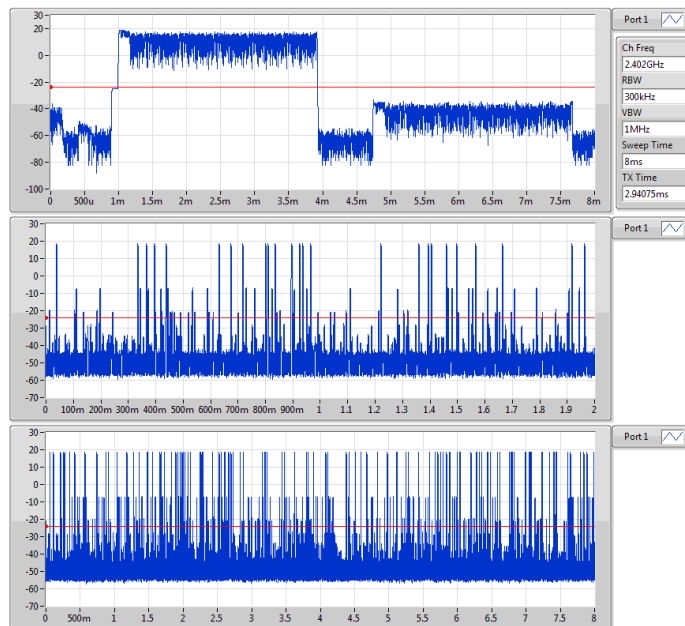 30
20
0
-20
-40
-60
-80
-100
0 500u 1m 1.5m 2m 2.5m 3m 3.5m 4m 4.5m 5m 5.5m 6m 6.5m 7m 7.5m 8m
Port 1
Ch Freq
2.402GHz
RBW
300kHz
VBW
1MHz
Sweep Time
8ms
TX Time
2.94075ms
30
20
10
0
-10
-20
-30
-40
-50
-60
-70
0 100m 200m 300m 400m 500m 600m 700m 800m 900m 1 1.1 1.2 1.3 1.4 1.5 1.6 1.7 1.8 1.9 2
Port 1
30
20
10
0
-10
-20
-30
-40
-50
-60
-70
0 500m 1 1.5 2 2.5 3 3.5 4 4.5 5 5.5 6 6.5 7 7.5 8
Port 1